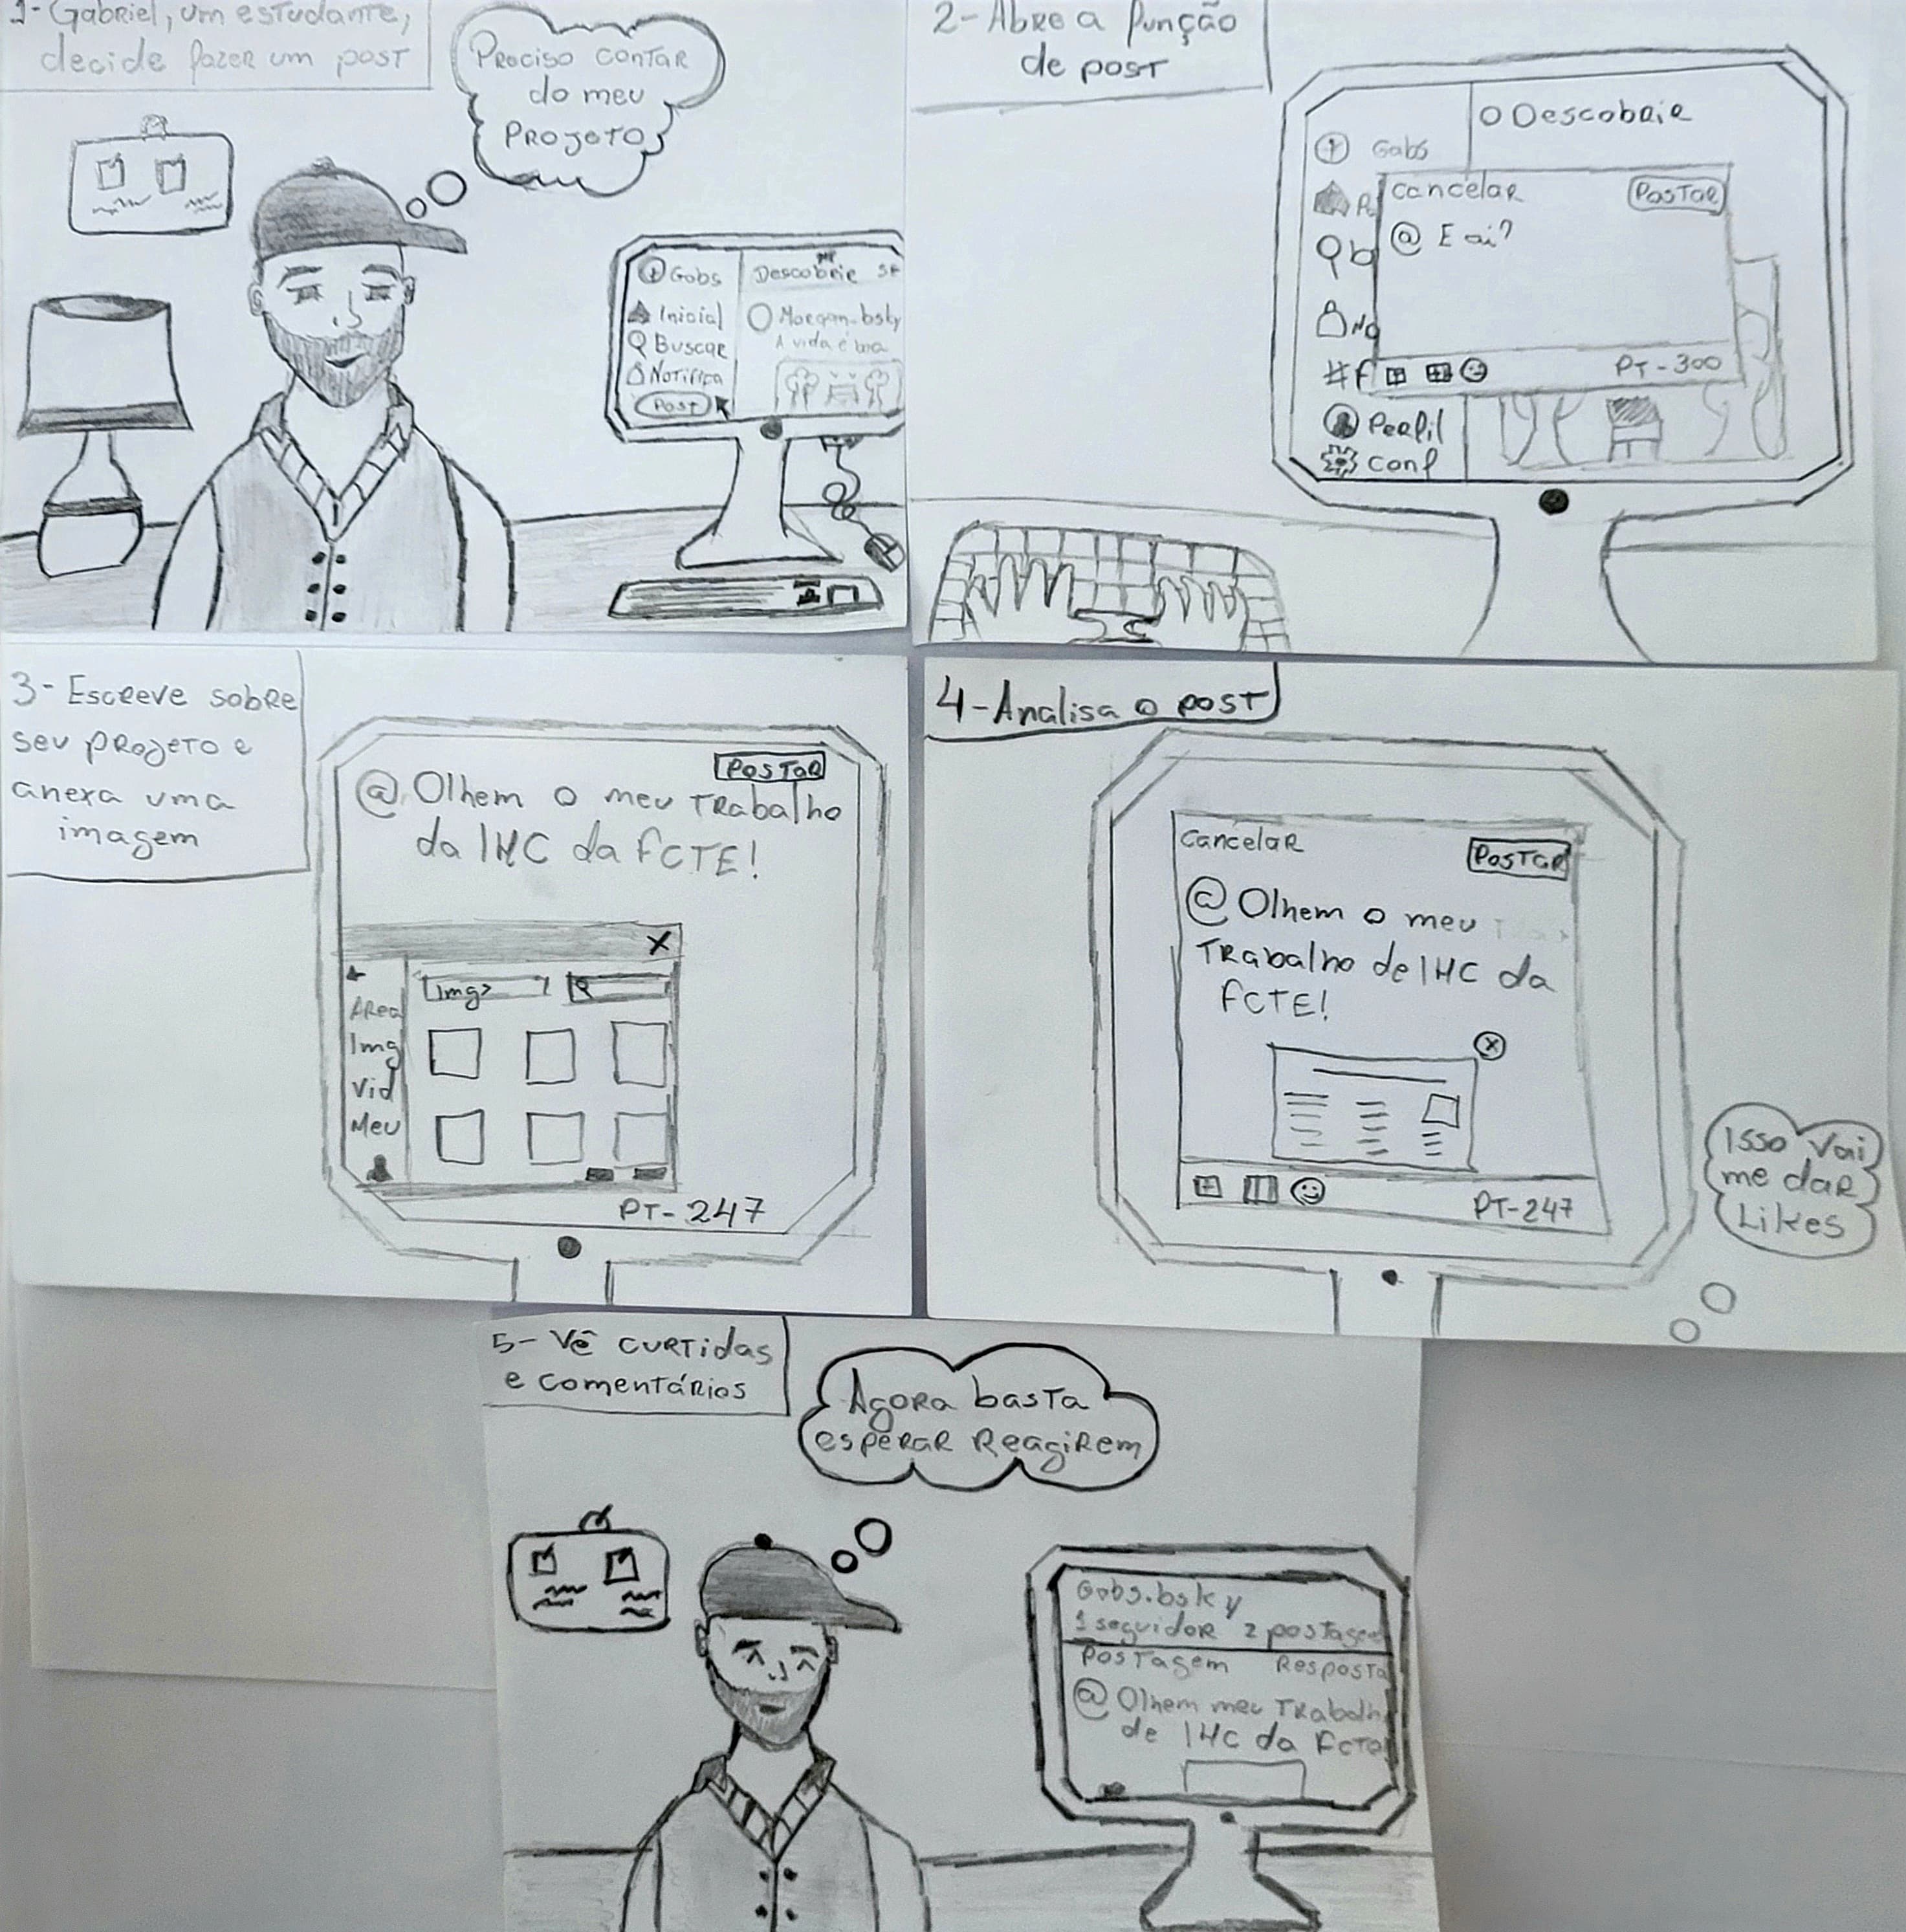 1- Gabriel, um estudante,
decide fazer um post
Preciso contar
do meu
Projeto
Gabs
Inicial
Buscar
Notifica
Post
Descobrir
Morgan.bsky
A vida é boa
2- Abre a função
de post
Descobrir
Gabs
Cancelar
Postar
@ E ai?
PT-300
Perfil
Conf
3- Escreve sobre
seu projeto e
anexa uma
imagem
Postar
@ Olhem o meu trabalho
da IHC da FCTE!
X
Img>
Area
Img
Vid
Meu
PT-247
4- Analisa o post
Cancelar
Postar
@ Olhem o meu
Trabalho de IHC da
FCTE!
X
PT-247
Isso vai
me dar
Likes
5- Vê curtidas
e comentários
Agora basta
esperar reagirem
Gabs.bsky
1 seguidor 2 postagen
Postagem Resposta
@ Olhem meu Trabalh
de IHC da FCTE!